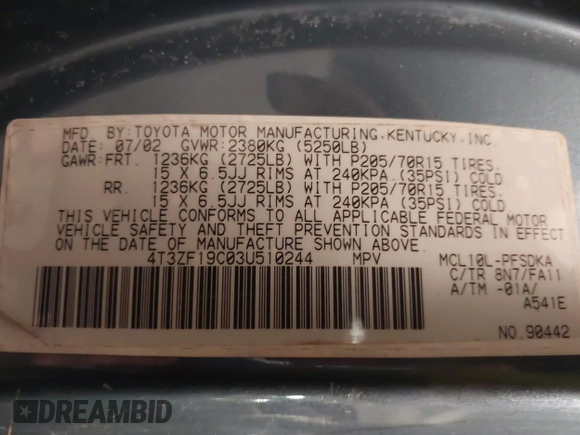 MFD. BY:TOYOTA MOTOR MANUFACTURING,KENTUCKY,INC.
DATE: 07/02 GVWR:2380KG (5250LB)
GAWR:FRT. 1236KG (2725LB) WITH P205/70R15 TIRES.
15 X 6.5JJ RIMS AT 240KPA (35PSI) COLD
RR. 1236KG (2725LB) WITH P205/70R15 TIRES.
15 X 6.5JJ RIMS AT 240KPA (35PSI) COLD
THIS VEHICLE CONFORMS TO ALL APPLICABLE FEDERAL MOTOR
VEHICLE SAFETY AND THEFT PREVENTION STANDARDS IN EFFECT
ON THE DATE OF MANUFACTURE SHOWN ABOVE.
4T3ZF19C03U510244 MPV MCL10L-PFSDKA
C/TR 8N7/FA11
A/TM -01A/
A541E
NO.90442
DREAMBID